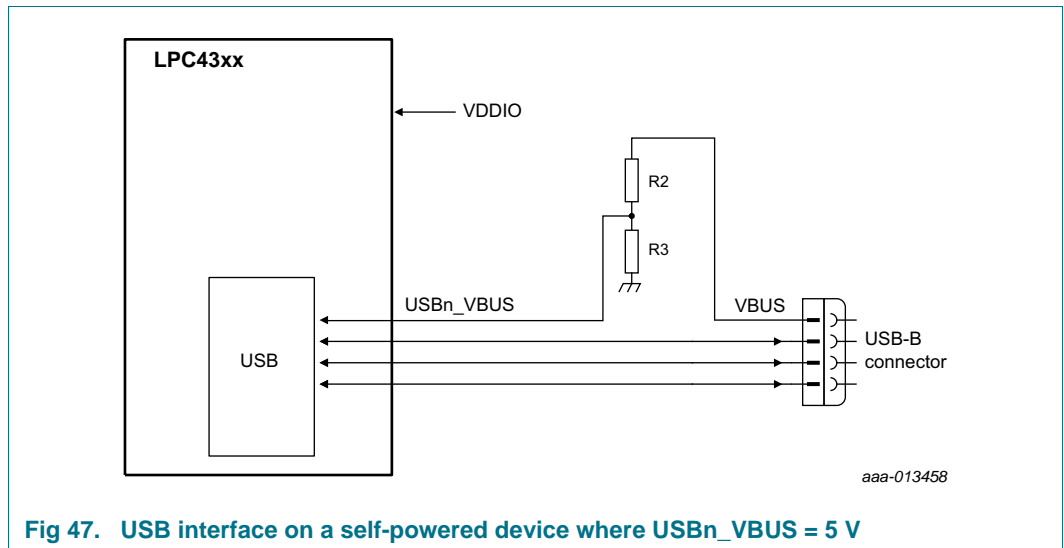 LPC43xx
VDDIO
R2
R3
USBn_VBUS
VBUS
USB
USB-B
connector
aaa-013458
Fig 47. USB interface on a self-powered device where USBn_VBUS = 5 V